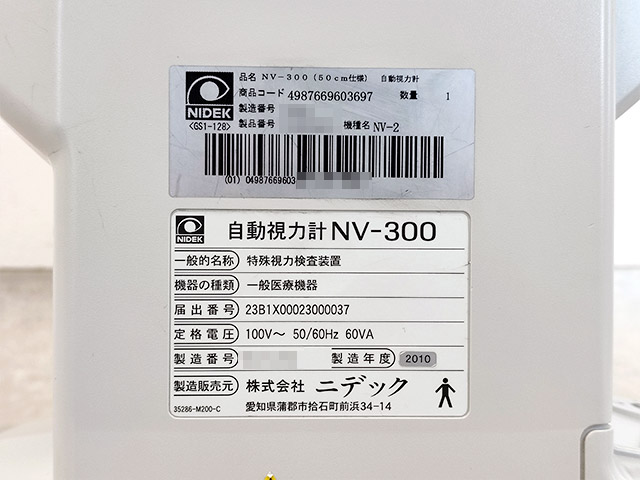 品名 NV-300(50cm仕様) 自動視力計
商品コード 4987669603697 数量 1
製造番号
NIDEK
<GS1-128>
製品番号 機種名 NV-2
(01) 04987669603
NIDEK
自動視力計 NV-300
一般的名称 特殊視力検査装置
機器の種類 一般医療機器
届出番号 23B1X00023000037
定格電圧 100V～ 50/60Hz 60VA
製造番号 製造年度 2010
製造販売元 株式会社 ニデック
35286-M200-C 愛知県蒲郡市拾石町前浜34-14